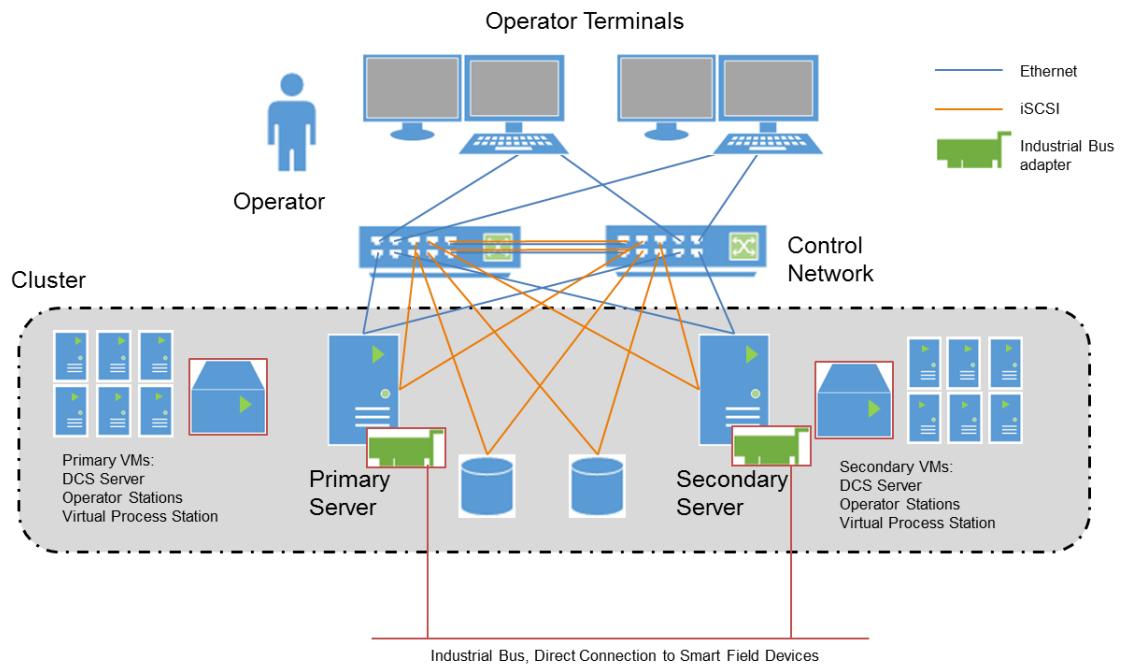 Operator Terminals
Ethernet
iSCSI
Industrial Bus
adapter
Operator
Control
Network
Cluster
Primary VMs:
DCS Server
Operator Stations
Virtual Process Station
Primary
Server
Secondary
Server
Secondary VMs:
DCS Server
Operator Stations
Virtual Process Station
Industrial Bus, Direct Connection to Smart Field Devices